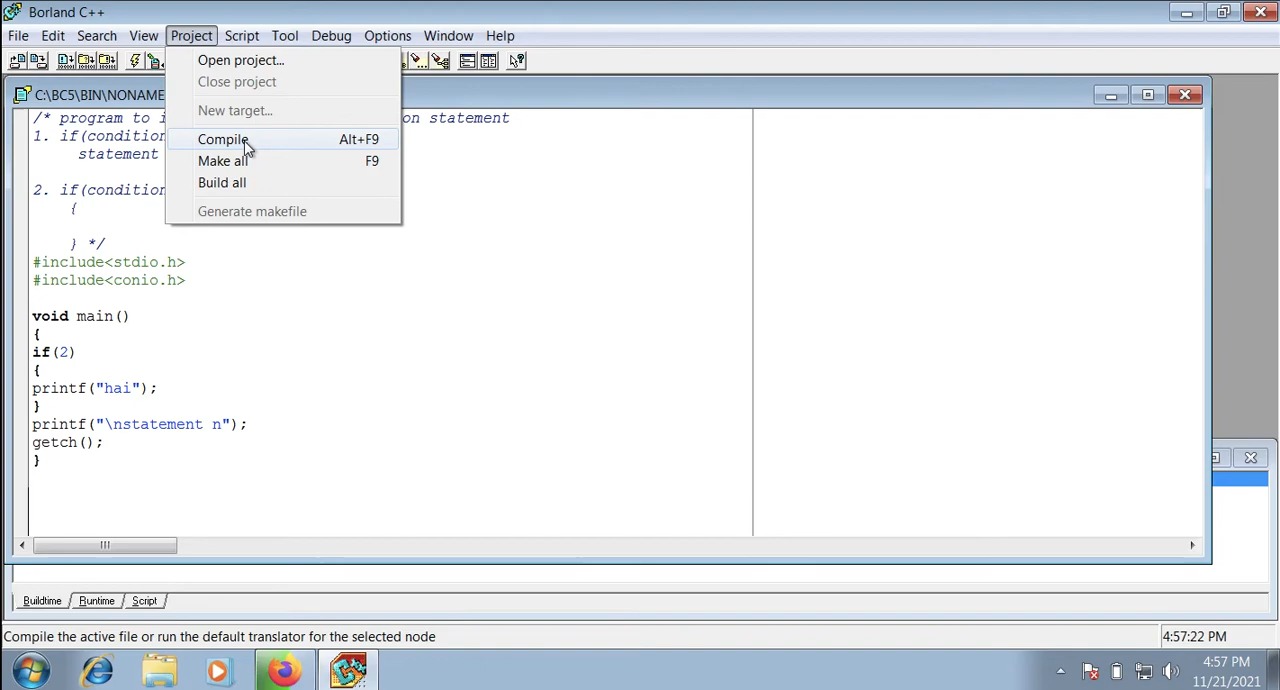 Borland C++
File Edit Search View Project Script Tool Debug Options Window Help
Open project...
Close project
New target...
Compile Alt+F9
Make all F9
Build all
Generate makefile
C:\BC5\BIN\NONAME
/* program to i on statement
1. if(condition
statement
2. if(condition
{
} */
#include<stdio.h>
#include<conio.h>
void main()
{
if(2)
{
printf("hai");
}
printf("\nstatement n");
getch();
}
Buildtime Runtime Script
Compile the active file or run the default translator for the selected node 4:57:22 PM
4:57 PM
11/21/2021